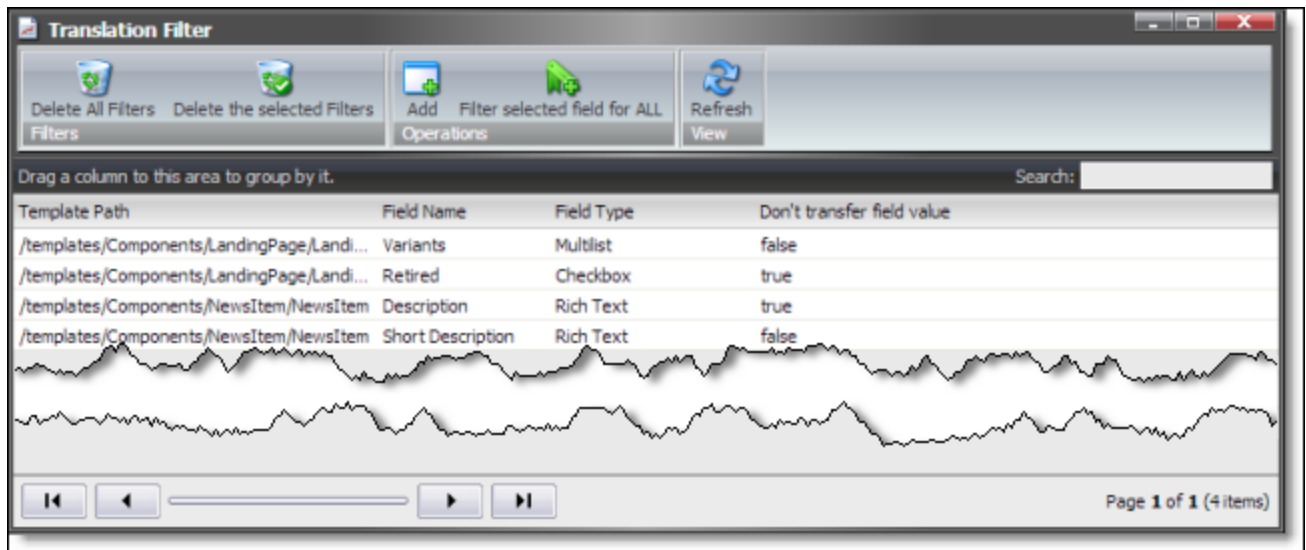 Translation Filter
Delete All Filters Delete the selected Filters Add Filter selected field for ALL Refresh
Filters Operations View
Drag a column to this area to group by it. Search:
Template Path Field Name Field Type Don't transfer field value
/templates/Components/LandingPage/Landi... Variants Multilist false
/templates/Components/LandingPage/Landi... Retired Checkbox true
/templates/Components/NewsItem/NewsItem Description Rich Text true
/templates/Components/NewsItem/NewsItem Short Description Rich Text false
Page 1 of 1 (4 items)